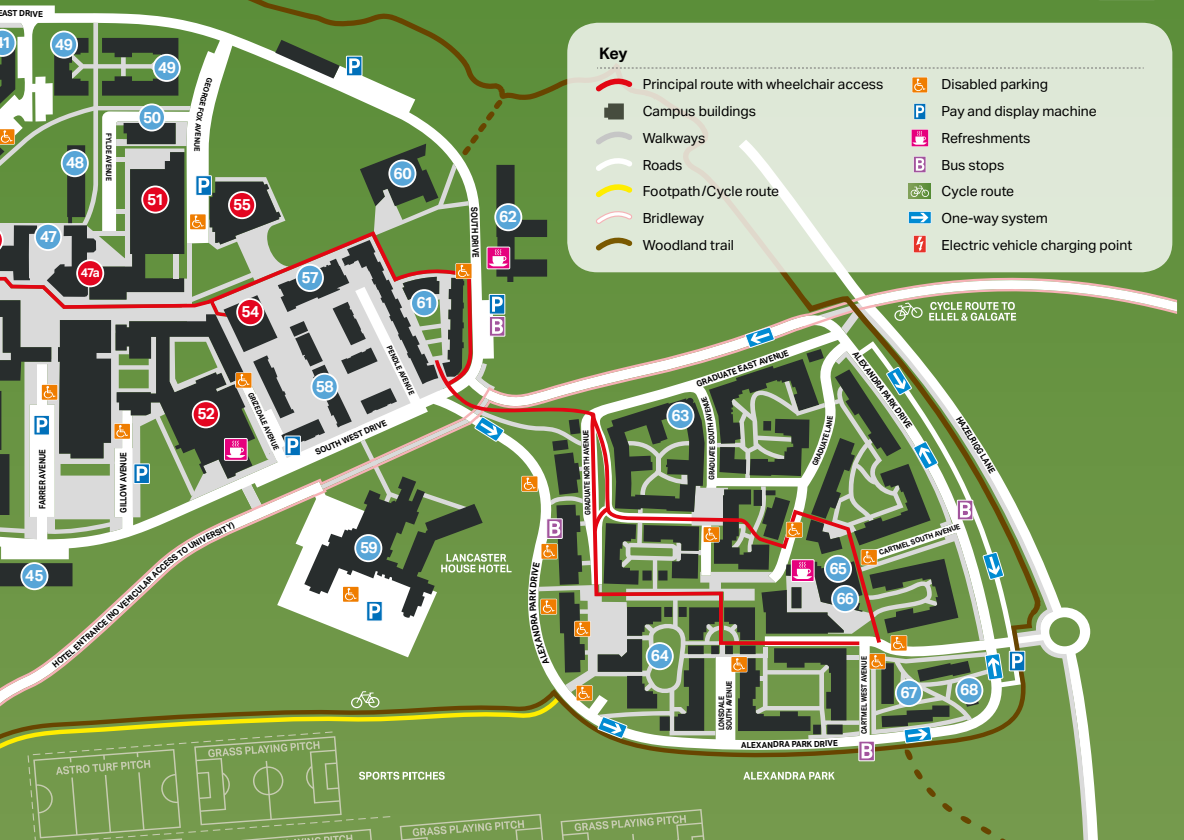 EAST DRIVE
41
49
49
GEORGE FOX AVENUE
P
50
FYLDE AVENUE
48
51
P
55
60
62
SOUTH DRIVE
47
47a
57
61
P
B
54
PENDLE AVENUE
58
52
GRIZEDALE AVENUE
P
SOUTH WEST DRIVE
P
FARRER AVENUE
GILLOW AVENUE
P
45
HOTEL ENTRANCE (NO VEHICULAR ACCESS TO UNIVERSITY)
59
P
LANCASTER
HOUSE HOTEL
Key
Principal route with wheelchair access
Campus buildings
Walkways
Roads
Footpath/Cycle route
Bridleway
Woodland trail
Disabled parking
P
Pay and display machine
Refreshments
B
Bus stops
Cycle route
One-way system
Electric vehicle charging point
CYCLE ROUTE TO
ELLEL & GALGATE
GRADUATE EAST AVENUE
ALEXANDRA PARK DRIVE
HAZELRIGG LANE
63
GRADUATE SOUTH AVENUE
GRADUATE LANE
GRADUATE NORTH AVENUE
B
B
CARTMEL SOUTH AVENUE
65
66
ALEXANDRA PARK DRIVE
64
P
LONSDALE
SOUTH AVENUE
CARTMEL WEST AVENUE
67
68
ALEXANDRA PARK DRIVE
B
SPORTS PITCHES
ALEXANDRA PARK
ASTRO TURF PITCH
GRASS PLAYING PITCH
GRASS PLAYING PITCH
GRASS PLAYING PITCH